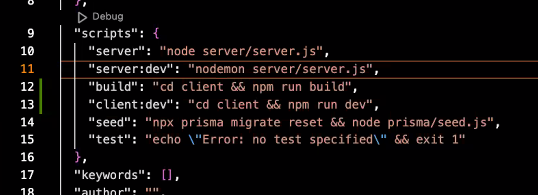 8 },
Debug
9 "scripts": {
10 "server": "node server/server.js",
11 "server:dev": "nodemon server/server.js",
12 "build": "cd client && npm run build",
13 "client:dev": "cd client && npm run dev",
14 "seed": "npx prisma migrate reset && node prisma/seed.js",
15 "test": "echo \"Error: no test specified\" && exit 1"
16 },
17 "keywords": [],
18 "author": "",